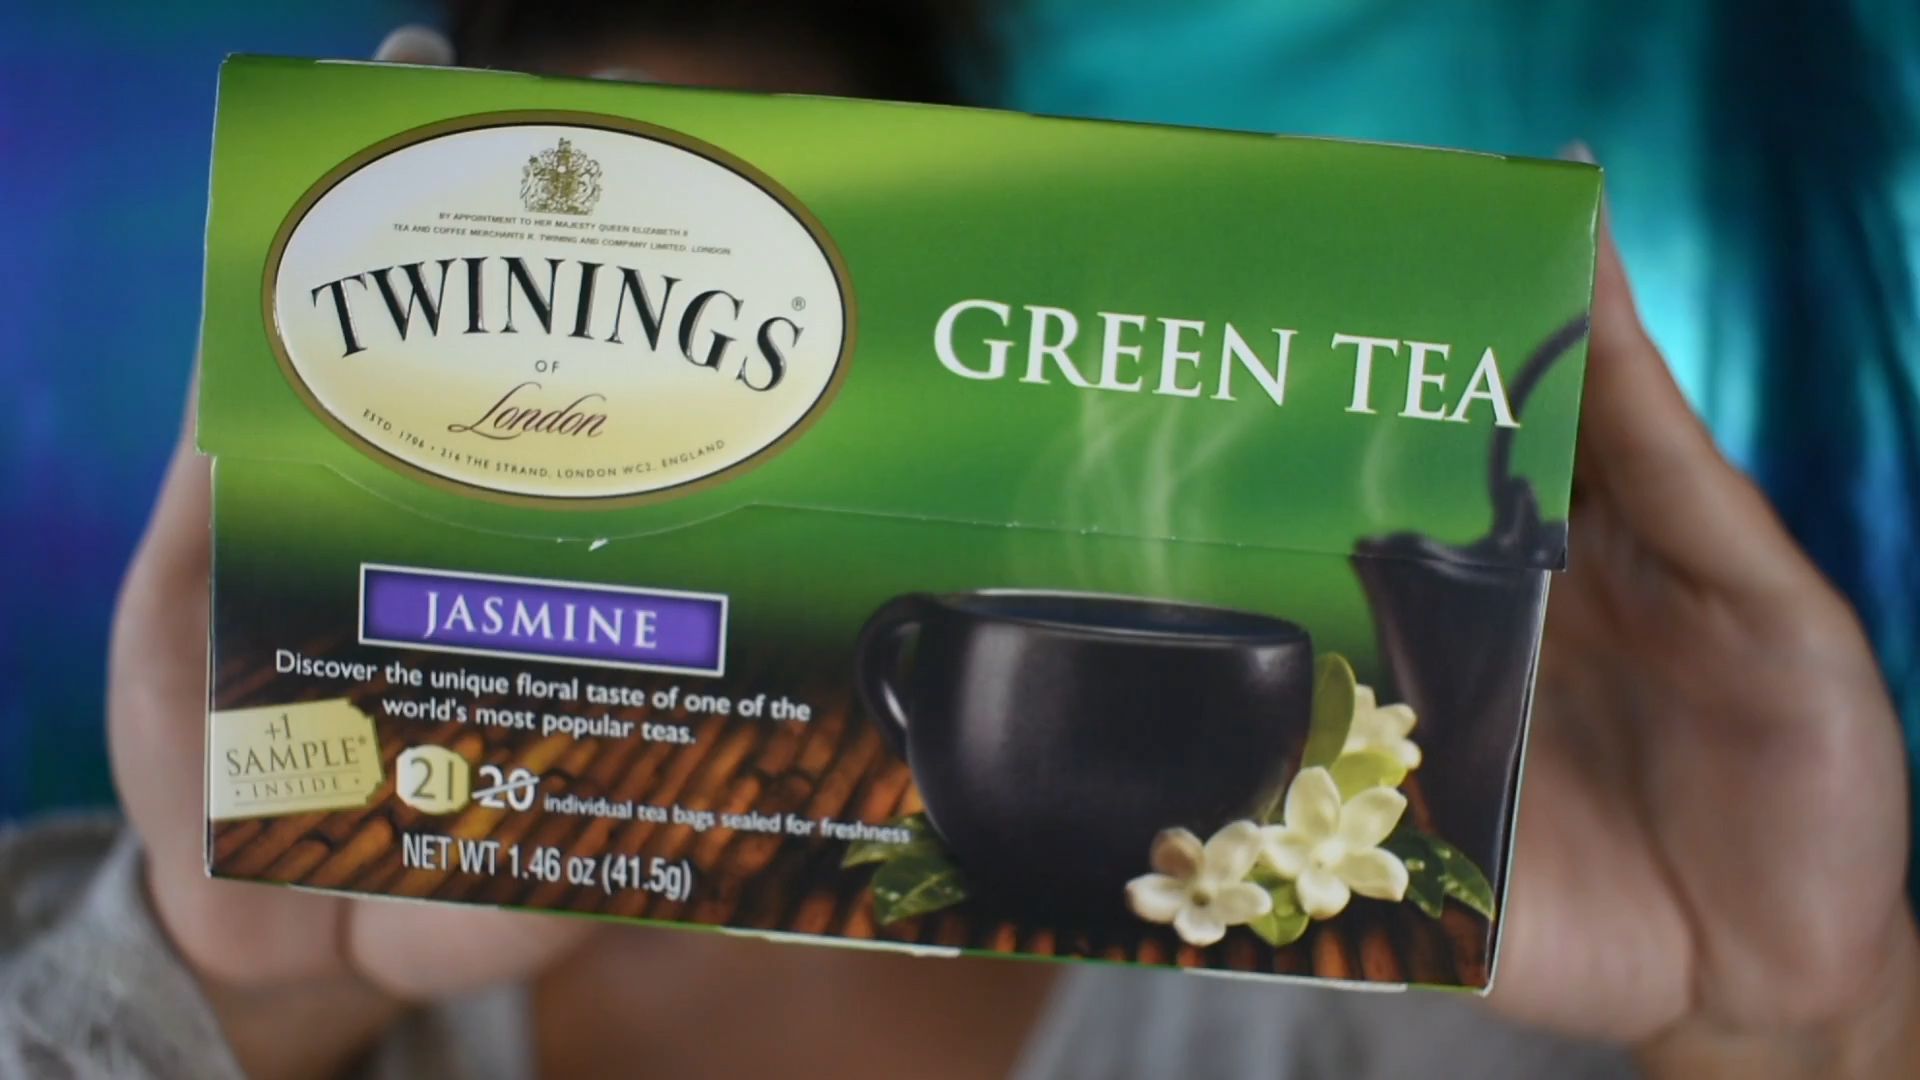 BY APPOINTMENT TO HER MAJESTY QUEEN ELIZABETH II
TEA AND COFFEE MERCHANTS R. TWINING AND COMPANY LIMITED, LONDON
TWININGS®
OF
London
ESTD 1706 • 216 THE STRAND, LONDON WC2, ENGLAND
GREEN TEA
JASMINE
Discover the unique floral taste of one of the
world's most popular teas.
+1
SAMPLE*
• INSIDE •
21 20 individual tea bags sealed for freshness
NET WT 1.46 oz (41.5g)